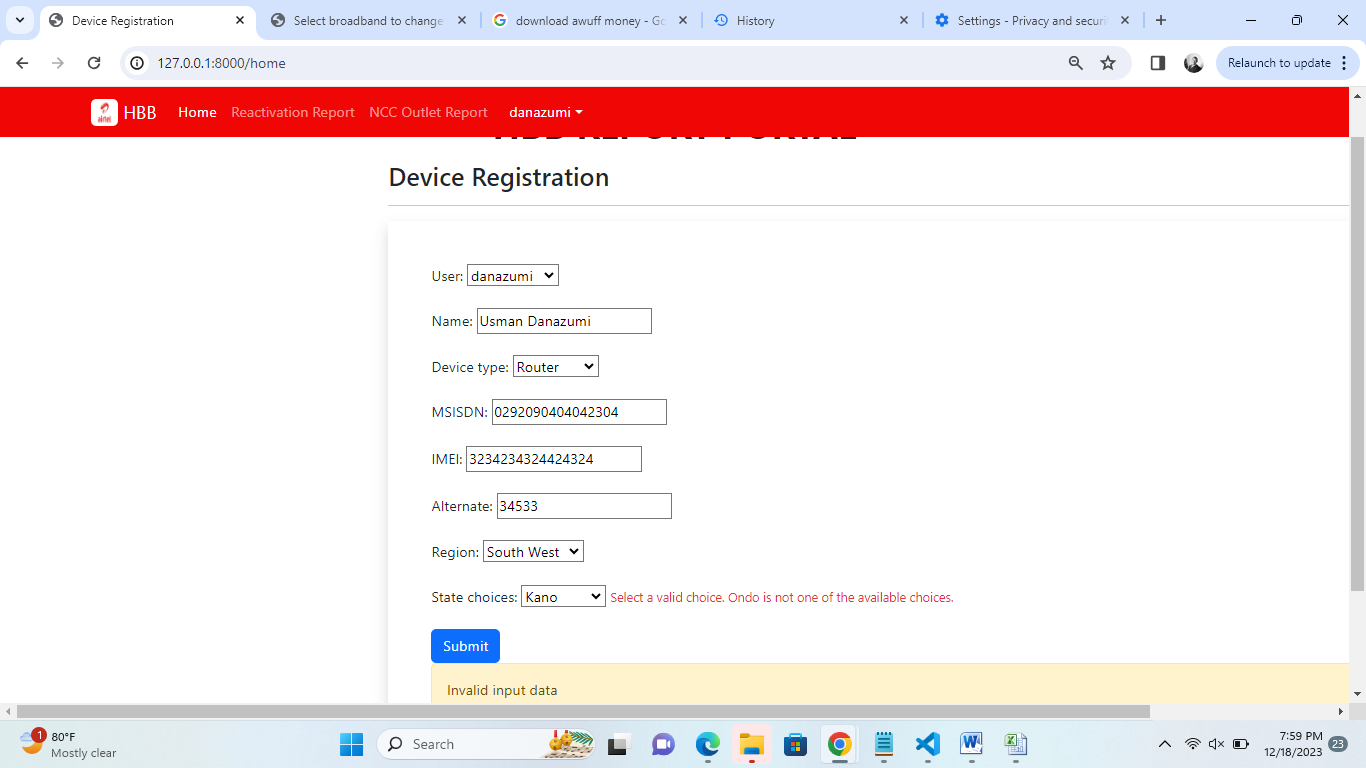 Device Registration
Select broadband to change
download awuff money - Go
History
Settings - Privacy and securi
127.0.0.1:8000/home
Relaunch to update
airtel
HBB
Home
Reactivation Report
NCC Outlet Report
danazumi
HBB REPORT PORTAL
Device Registration
User: danazumi
Name: Usman Danazumi
Device type: Router
MSISDN: 0292090404042304
IMEI: 3234234324424324
Alternate: 34533
Region: South West
State choices: Kano Select a valid choice. Ondo is not one of the available choices.
Submit
Invalid input data
1
80°F
Mostly clear
Search
7:59 PM
12/18/2023
23